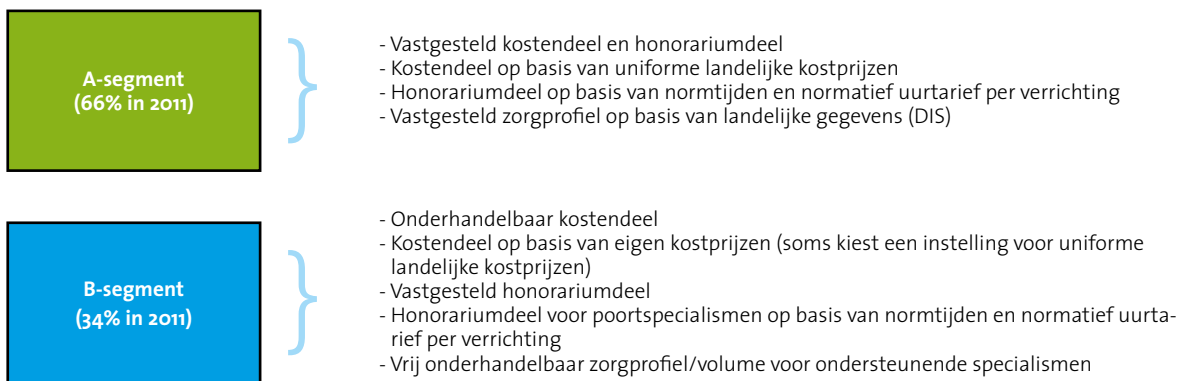 A-segment
(66% in 2011)
- Vastgesteld kostendeel en honorariumdeel
- Kostendeel op basis van uniforme landelijke kostprijzen
- Honorariumdeel op basis van normtijden en normatief uurtarief per verrichting
- Vastgesteld zorgprofiel op basis van landelijke gegevens (DIS)
B-segment
(34% in 2011)
- Onderhandelbaar kostendeel
- Kostendeel op basis van eigen kostprijzen (soms kiest een instelling voor uniforme
landelijke kostprijzen)
- Vastgesteld honorariumdeel
- Honorariumdeel voor poortspecialismen op basis van normtijden en normatief uurta-
rief per verrichting
- Vrij onderhandelbaar zorgprofiel/volume voor ondersteunende specialismen